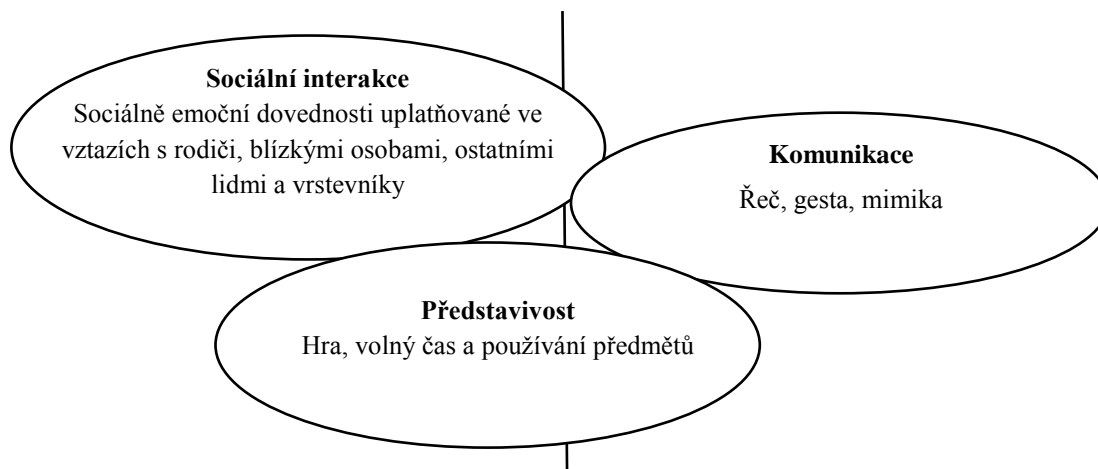 Sociální interakce
Sociálně emoční dovednosti uplatňované ve
vztazích s rodiči, blízkými osobami, ostatními
lidmi a vrstevníky
Komunikace
Řeč, gesta, mimika
Představivost
Hra, volný čas a používání předmětů